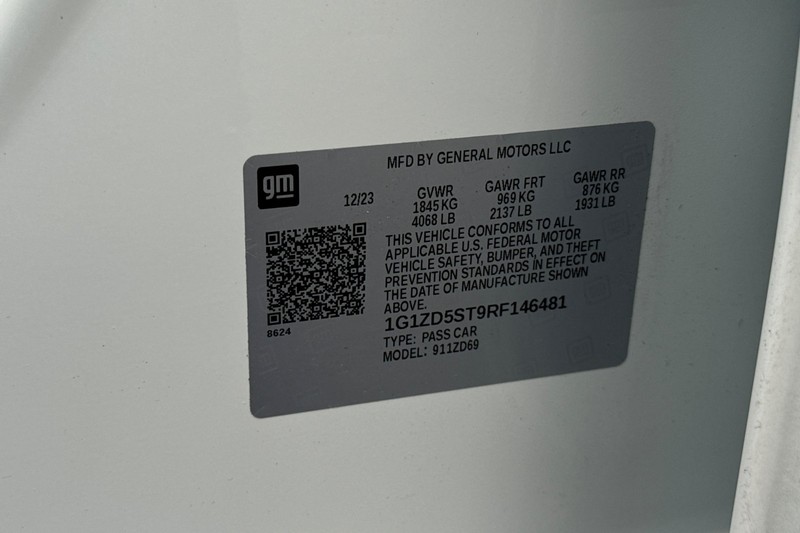 MFD BY GENERAL MOTORS LLC
gm
12/23
GVWR
1845 KG
4068 LB
GAWR FRT
969 KG
2137 LB
GAWR RR
876 KG
1931 LB
THIS VEHICLE CONFORMS TO ALL
APPLICABLE U.S. FEDERAL MOTOR
VEHICLE SAFETY, BUMPER, AND THEFT
PREVENTION STANDARDS IN EFFECT ON
THE DATE OF MANUFACTURE SHOWN
ABOVE.
1G1ZD5ST9RF146481
8624
TYPE: PASS CAR
MODEL: 911ZD69